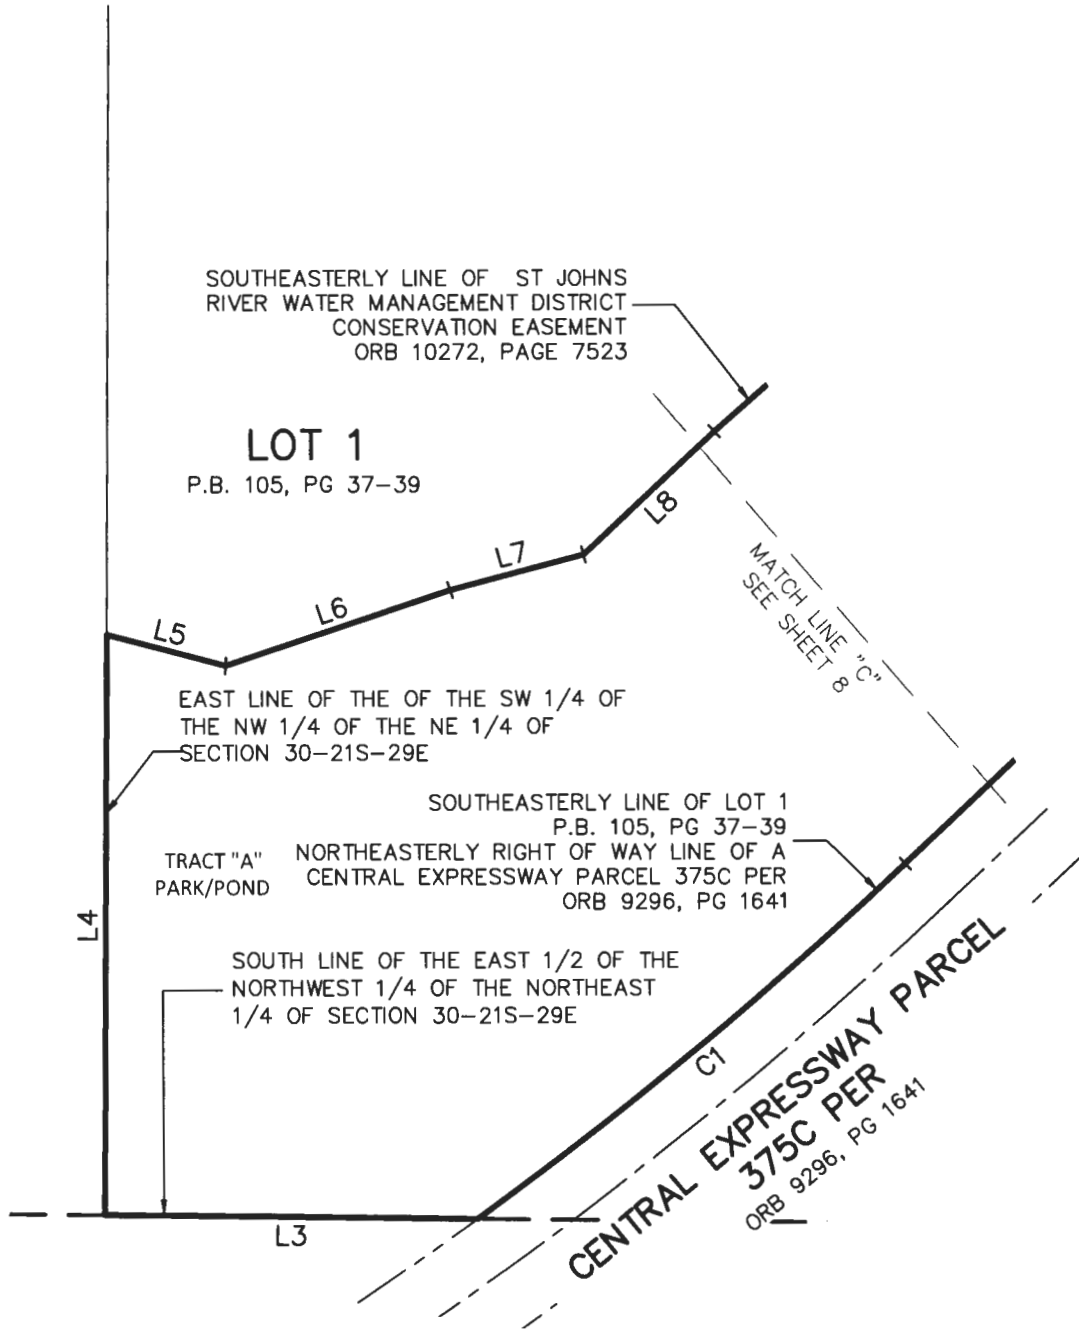 SOUTHEASTERLY LINE OF ST JOHNS
RIVER WATER MANAGEMENT DISTRICT
CONSERVATION EASEMENT
ORB 10272, PAGE 7523
LOT 1
P.B. 105, PG 37-39
L8
L7
L6
L5
MATCH LINE "C"
SEE SHEET 8
EAST LINE OF THE OF THE SW 1/4 OF
THE NW 1/4 OF THE NE 1/4 OF
SECTION 30-21S-29E
SOUTHEASTERLY LINE OF LOT 1
P.B. 105, PG 37-39
NORTHEASTERLY RIGHT OF WAY LINE OF A
CENTRAL EXPRESSWAY PARCEL 375C PER
ORB 9296, PG 1641
TRACT "A"
PARK/POND
L4
SOUTH LINE OF THE EAST 1/2 OF THE
NORTHWEST 1/4 OF THE NORTHEAST
1/4 OF SECTION 30-21S-29E
C1
L3
CENTRAL EXPRESSWAY PARCEL
375C PER
ORB 9296, PG 1641